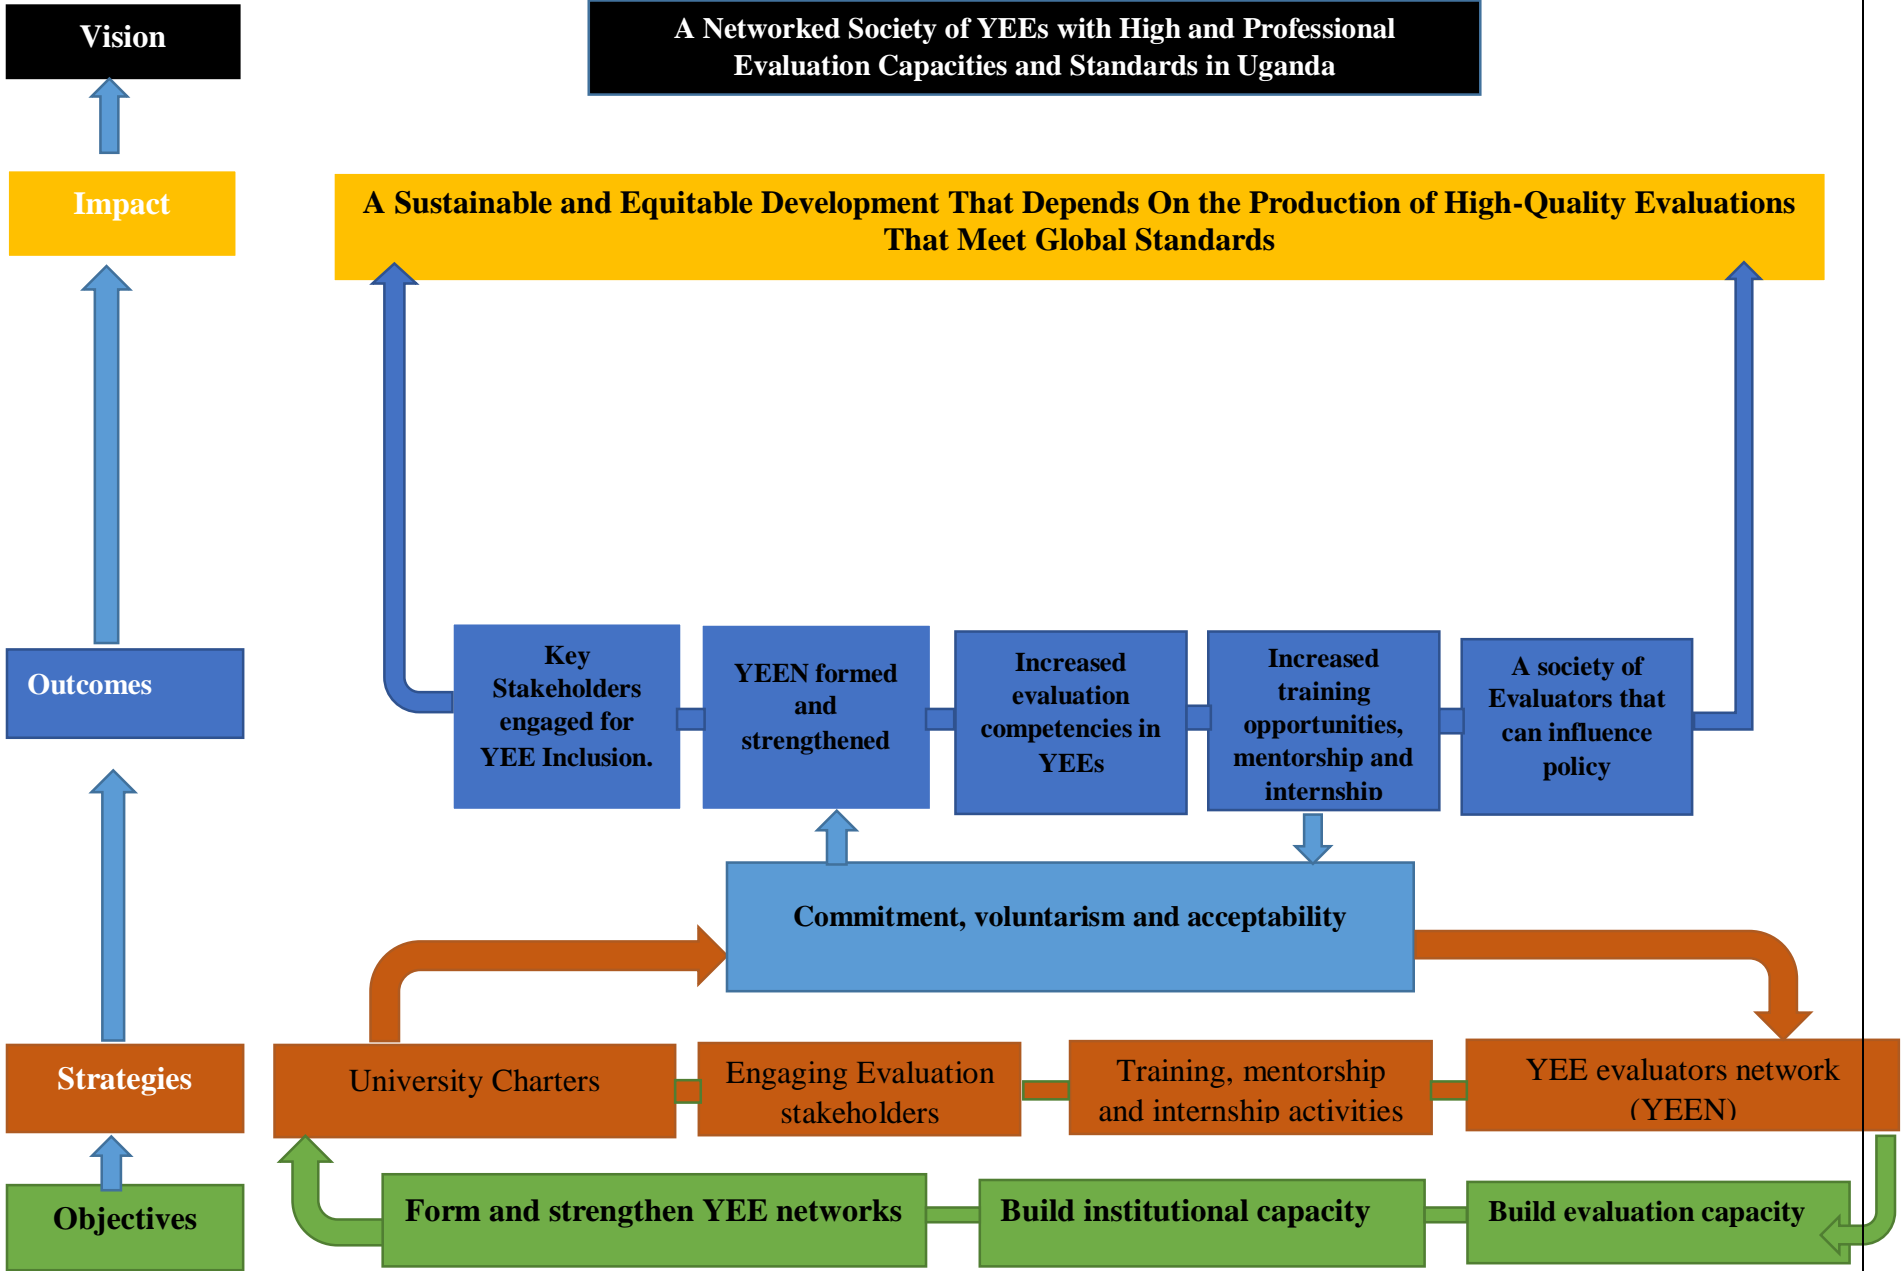 Vision
A Networked Society of YEEs with High and Professional
Evaluation Capacities and Standards in Uganda
Impact
A Sustainable and Equitable Development That Depends On the Production of High-Quality Evaluations
That Meet Global Standards
Outcomes
Key
Stakeholders
engaged for
YEE Inclusion.
YEEN formed
and
strengthened
Increased
evaluation
competencies in
YEEs
Increased
training
opportunities,
mentorship and
internship
A society of
Evaluators that
can influence
policy
Commitment, voluntarism and acceptability
Strategies
University Charters
Engaging Evaluation
stakeholders
Training, mentorship
and internship activities
YEE evaluators network
(YEEN)
Objectives
Form and strengthen YEE networks
Build institutional capacity
Build evaluation capacity